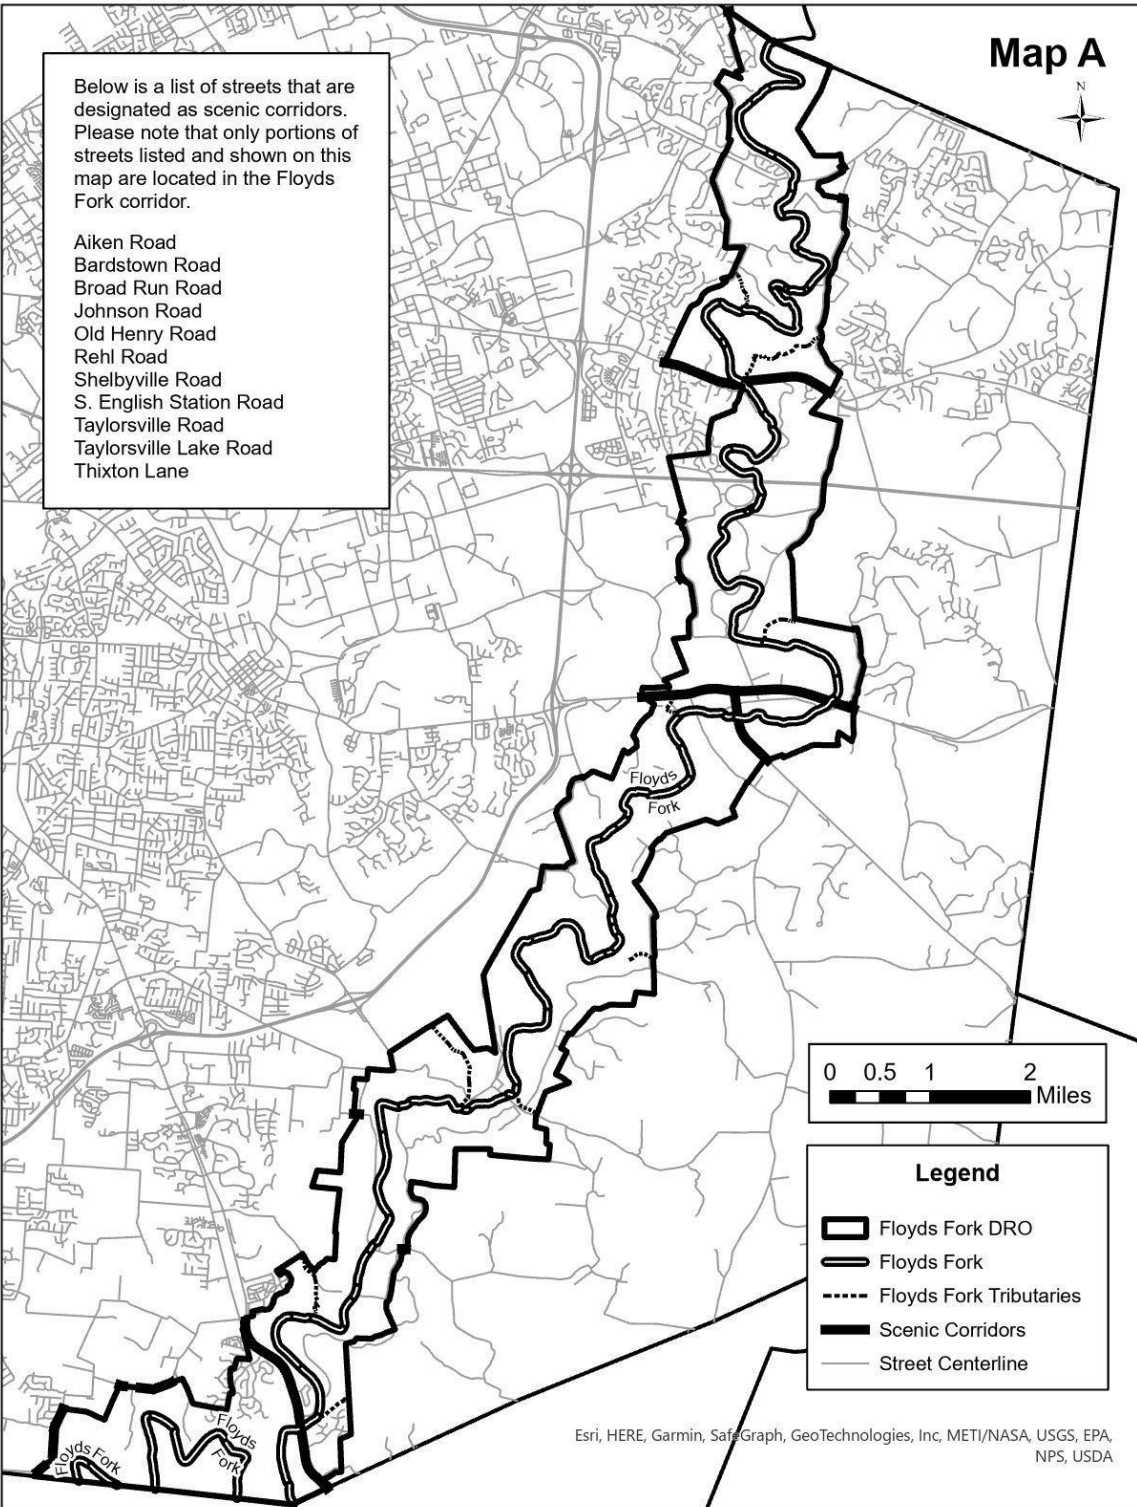 Map A
N
Below is a list of streets that are
designated as scenic corridors.
Please note that only portions of
streets listed and shown on this
map are located in the Floyds
Fork corridor.
Aiken Road
Bardstown Road
Broad Run Road
Johnson Road
Old Henry Road
Rehl Road
Shelbyville Road
S. English Station Road
Taylorsville Road
Taylorsville Lake Road
Thixton Lane
Floyds
Fork
0 0.5 1 2
Miles
Legend
Floyds Fork DRO
Floyds Fork
Floyds Fork Tributaries
Scenic Corridors
Street Centerline
Floyds
Fork
Floyds Fork
Esri, HERE, Garmin, SafeGraph, GeoTechnologies, Inc, METI/NASA, USGS, EPA,
NPS, USDA